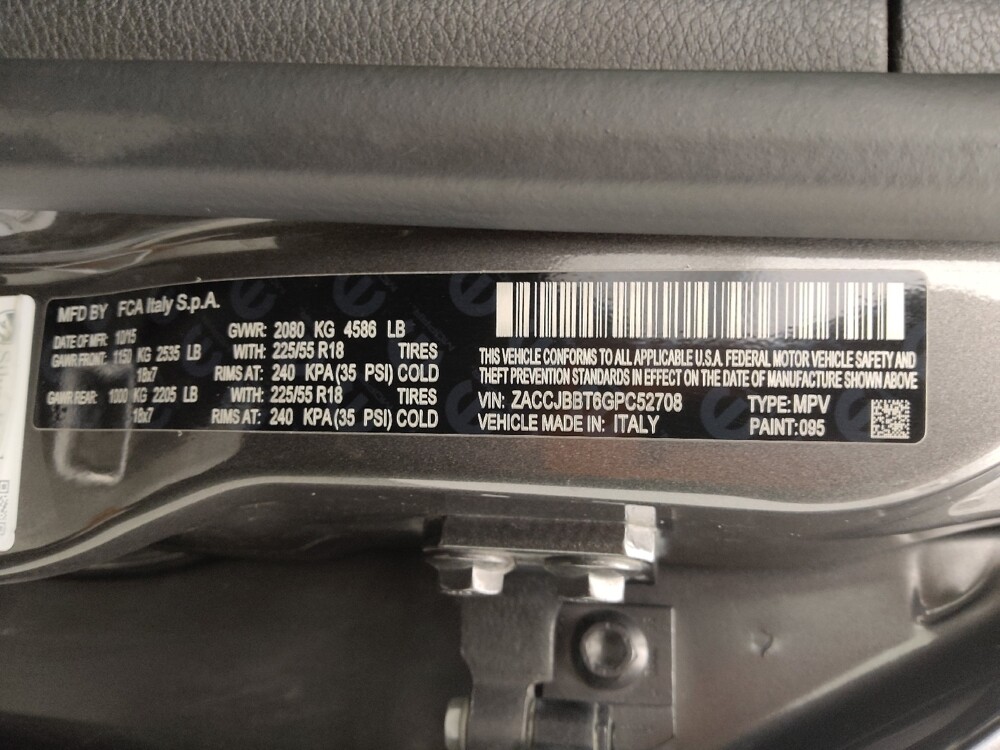 MFD BY FCA Italy S.p.A.
DATE OF MFR: 10/15 GVWR: 2080 KG 4586 LB
GAWR FRONT: 1150 KG 2535 LB WITH: 225/55 R18 TIRES
18x7 RIMS AT: 240 KPA(35 PSI) COLD
GAWR REAR: 1000 KG 2205 LB WITH: 225/55 R18 TIRES
18x7 RIMS AT: 240 KPA(35 PSI) COLD
THIS VEHICLE CONFORMS TO ALL APPLICABLE U.S.A. FEDERAL MOTOR VEHICLE SAFETY AND
THEFT PREVENTION STANDARDS IN EFFECT ON THE DATE OF MANUFACTURE SHOWN ABOVE
VIN: ZACCJBBT6GPC52708 TYPE: MPV
VEHICLE MADE IN: ITALY PAINT: 095